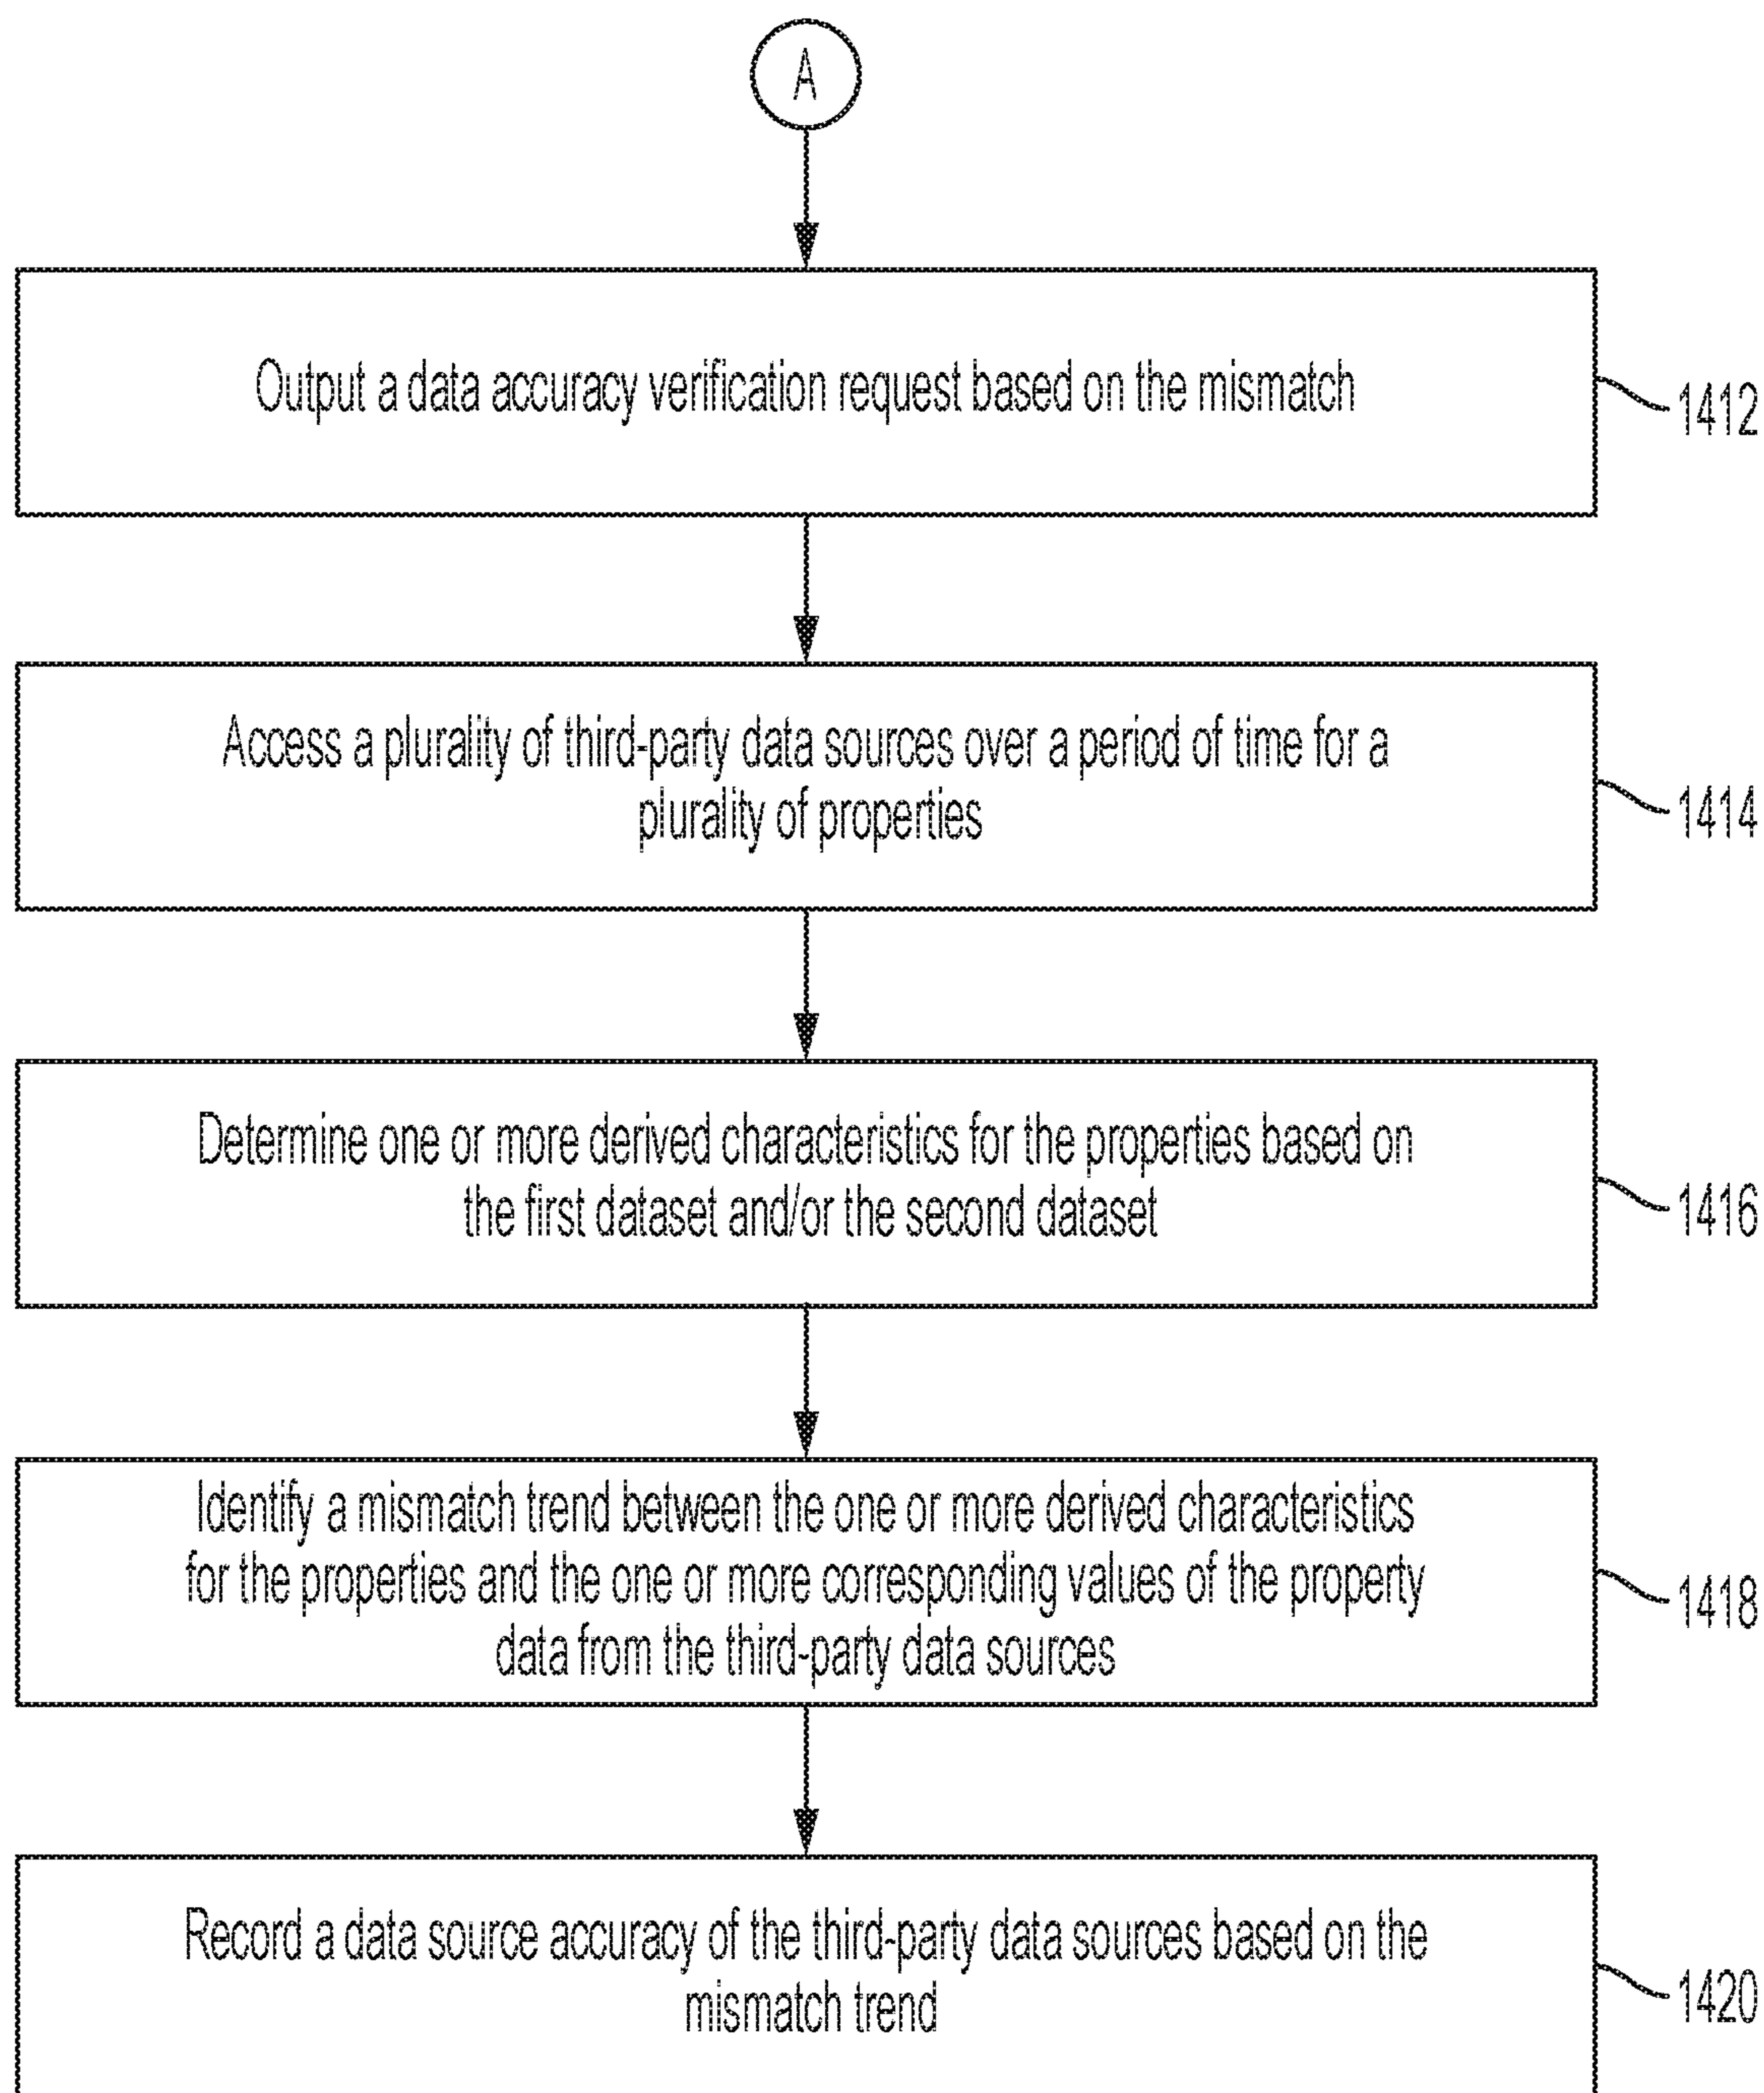 A
Output a data accuracy verification request based on the mismatch
1412
Access a plurality of third-party data sources over a period of time for a
plurality of properties
1414
Determine one or more derived characteristics for the properties based on
the first dataset and/or the second dataset
1416
Identify a mismatch trend between the one or more derived characteristics
for the properties and the one or more corresponding values of the property
data from the third-party data sources
1418
Record a data source accuracy of the third-party data sources based on the
mismatch trend
1420